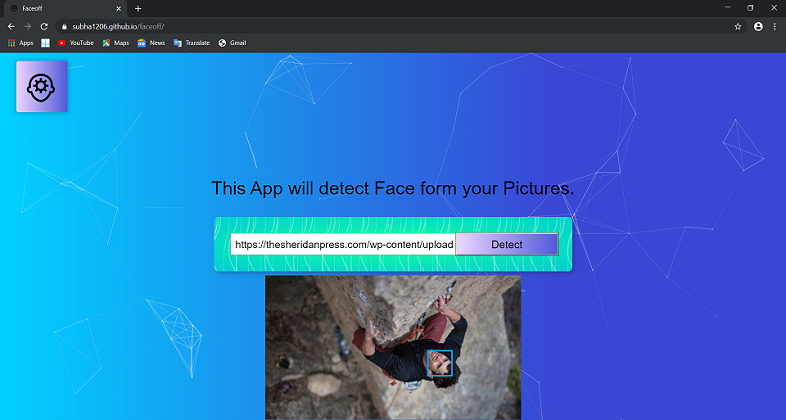 Faceoff
subha1206.github.io/faceoff/
Apps
YouTube
Maps
News
Translate
Gmail
This App will detect Face form your Pictures.
https://thesheridanpress.com/wp-content/upload
Detect